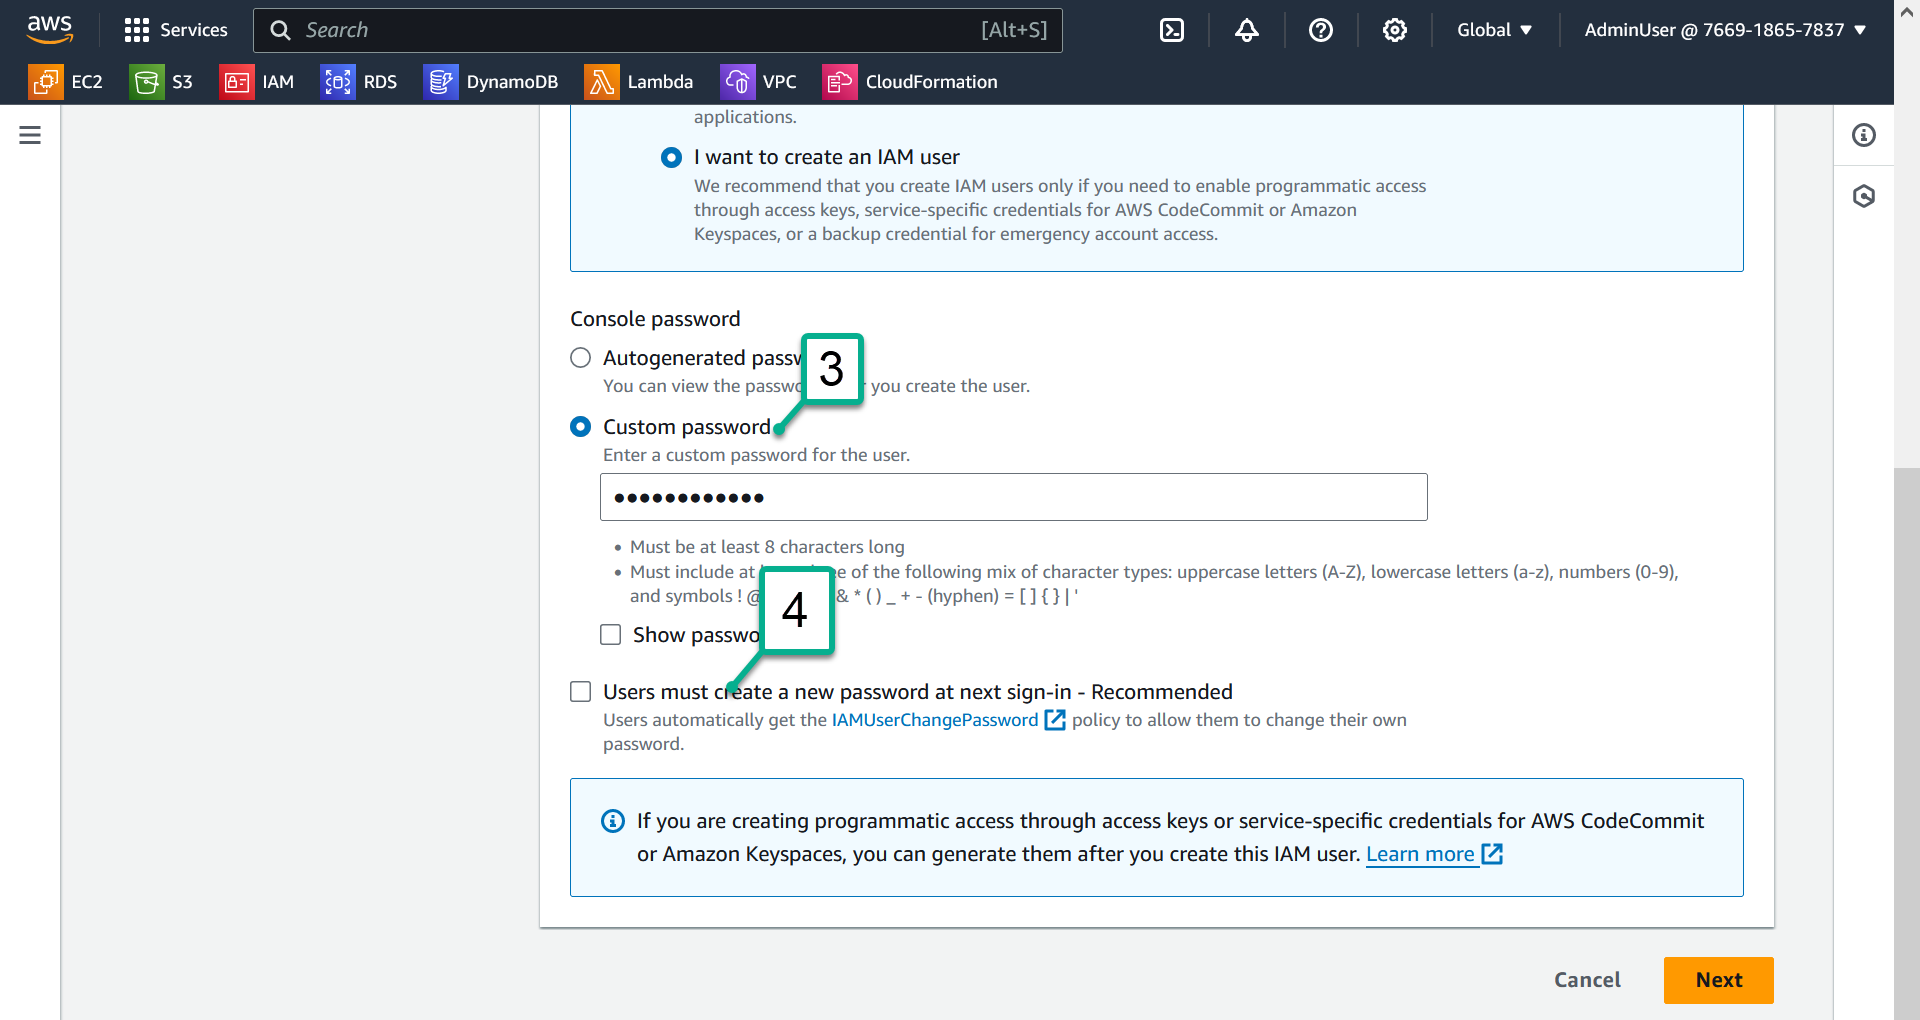 aws
Services
Search [Alt+S]
Global
AdminUser @ 7669-1865-7837
EC2 S3 IAM RDS DynamoDB Lambda VPC CloudFormation
applications.
I want to create an IAM user
We recommend that you create IAM users only if you need to enable programmatic access
through access keys, service-specific credentials for AWS CodeCommit or Amazon
Keyspaces, or a backup credential for emergency account access.
Console password
Autogenerated passw
3
You can view the passwo you create the user.
Custom password
Enter a custom password for the user.
••••••••••••
• Must be at least 8 characters long
• Must include at ee of the following mix of character types: uppercase letters (A-Z), lowercase letters (a-z), numbers (0-9),
and symbols ! @ & * ( ) _ + - (hyphen) = [ ] { } | '
4
Show passwo
Users must create a new password at next sign-in - Recommended
Users automatically get the IAMUserChangePassword policy to allow them to change their own
password.
If you are creating programmatic access through access keys or service-specific credentials for AWS CodeCommit
or Amazon Keyspaces, you can generate them after you create this IAM user. Learn more
Cancel
Next